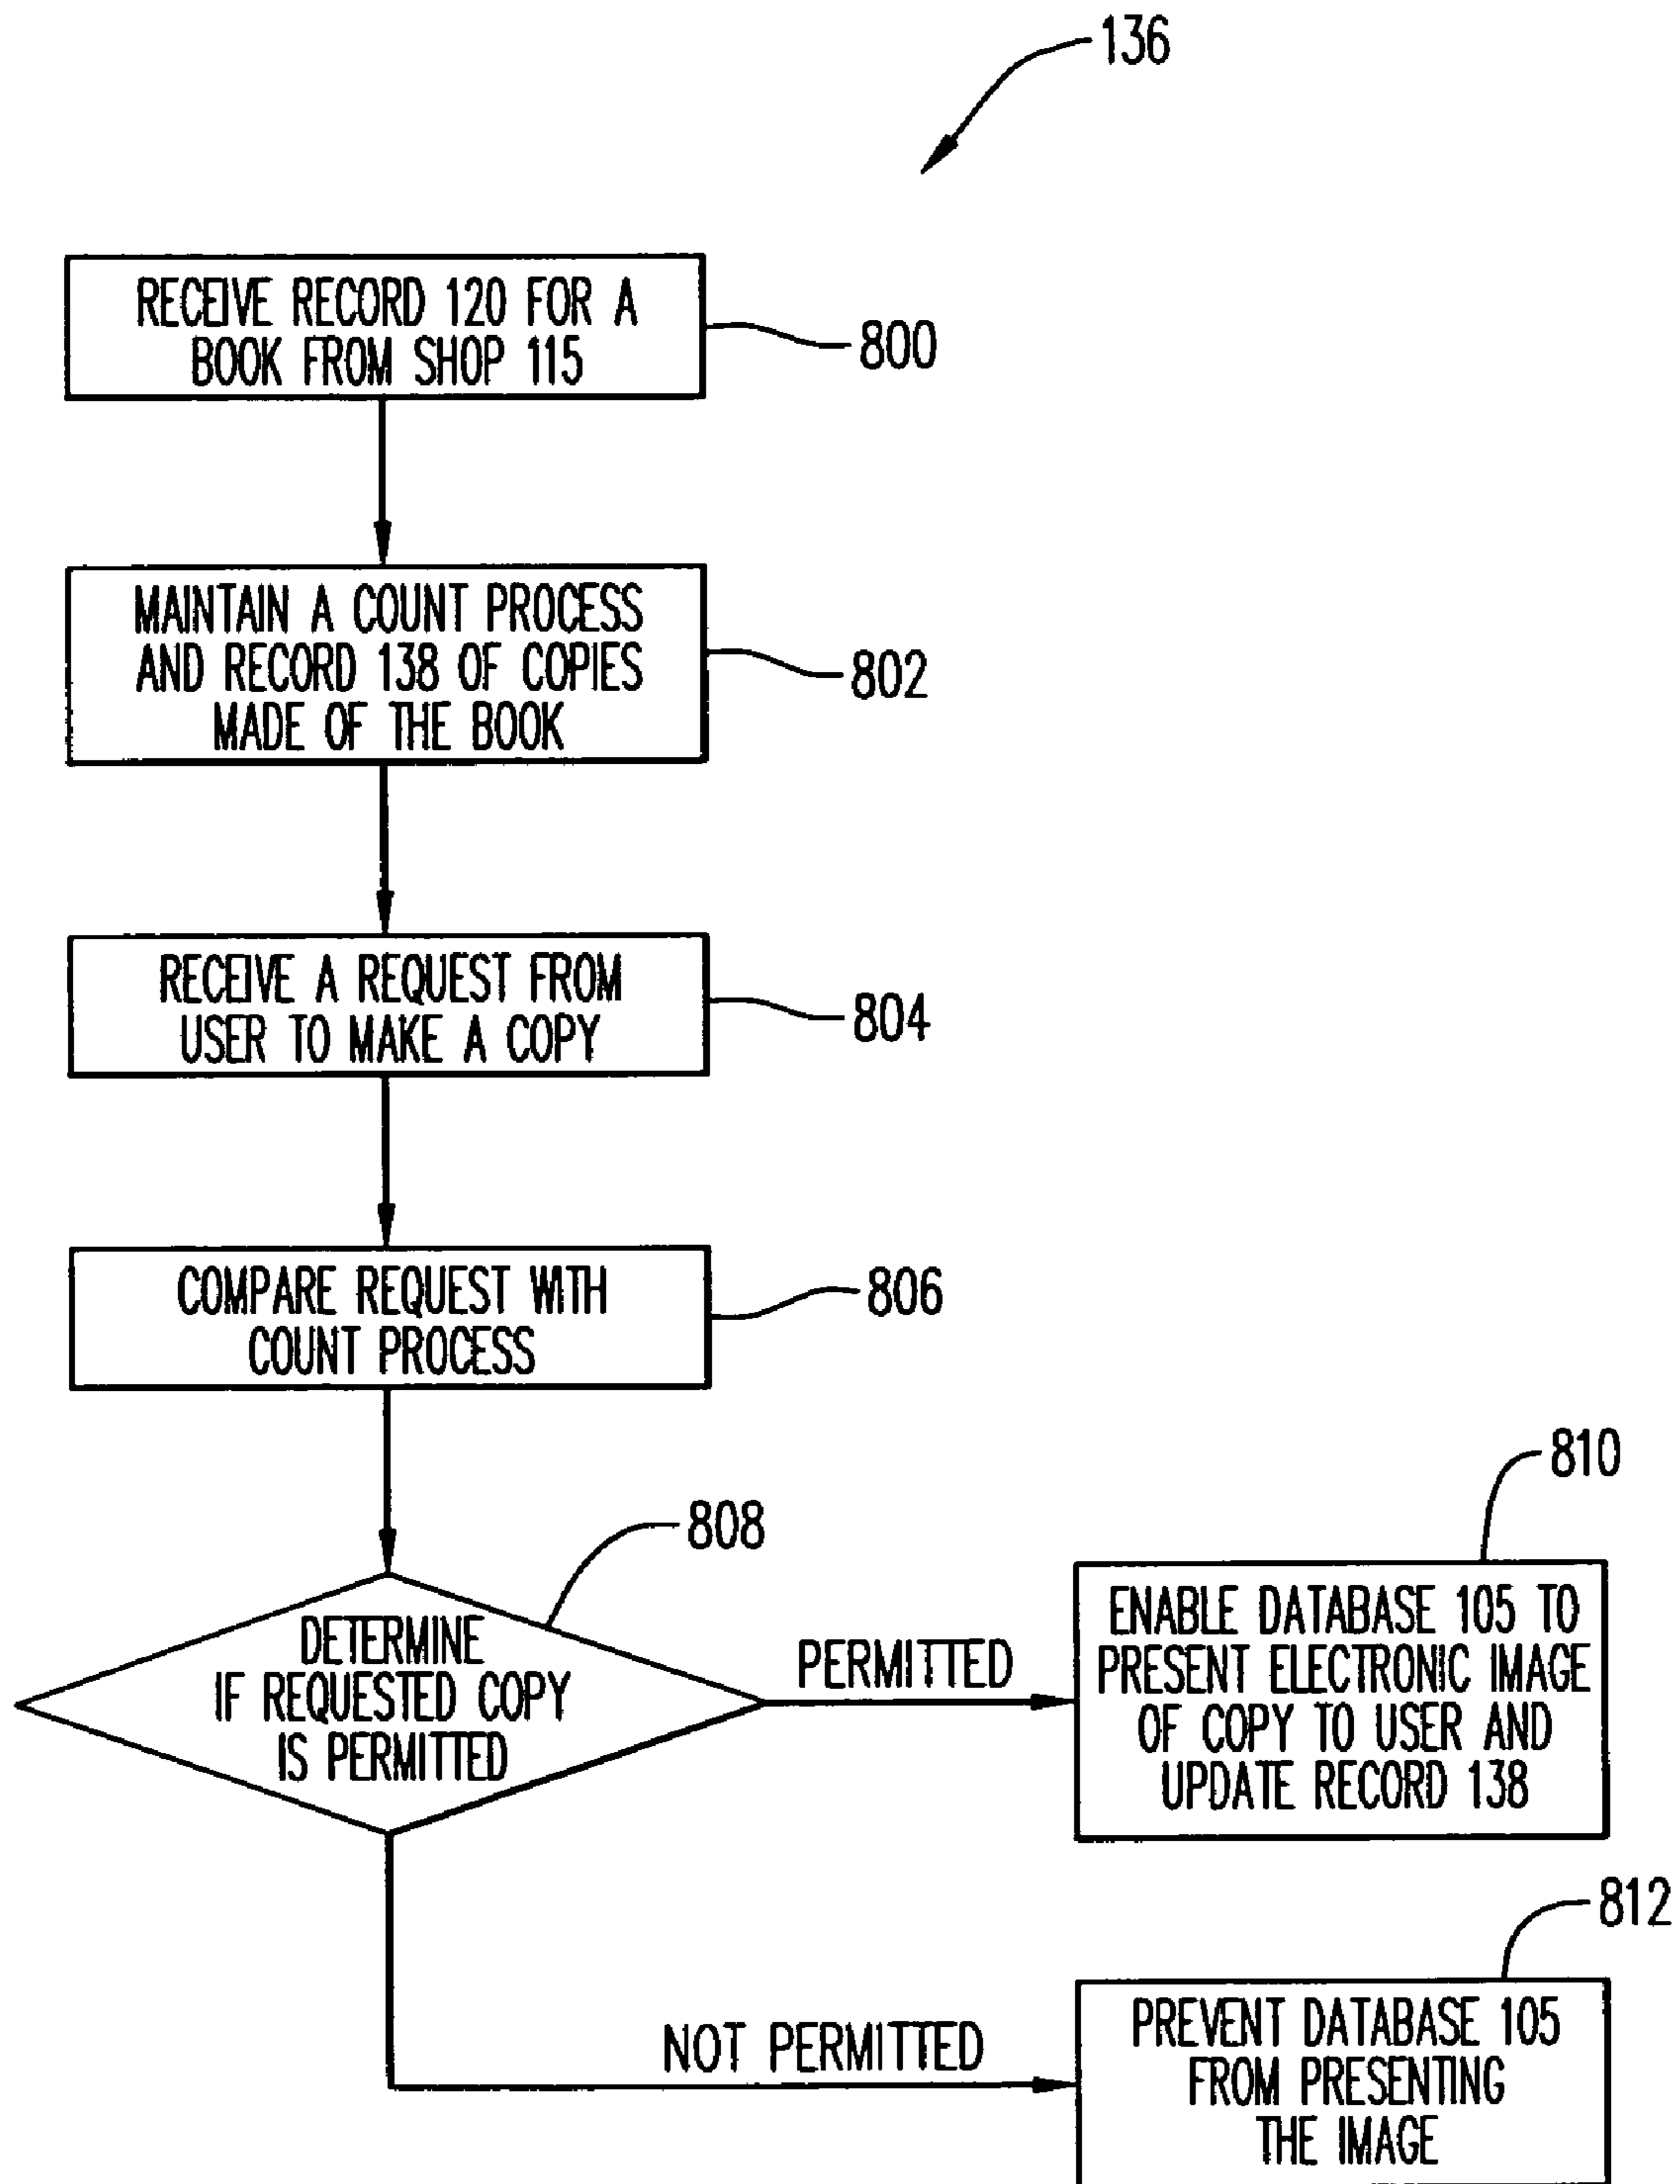 136
RECEIVE RECORD 120 FOR A
BOOK FROM SHOP 115
800
MAINTAIN A COUNT PROCESS
AND RECORD 138 OF COPIES
MADE OF THE BOOK
802
RECEIVE A REQUEST FROM
USER TO MAKE A COPY
804
COMPARE REQUEST WITH
COUNT PROCESS
806
808
DETERMINE
IF REQUESTED COPY
IS PERMITTED
PERMITTED
810
ENABLE DATABASE 105 TO
PRESENT ELECTRONIC IMAGE
OF COPY TO USER AND
UPDATE RECORD 138
NOT PERMITTED
812
PREVENT DATABASE 105
FROM PRESENTING
THE IMAGE